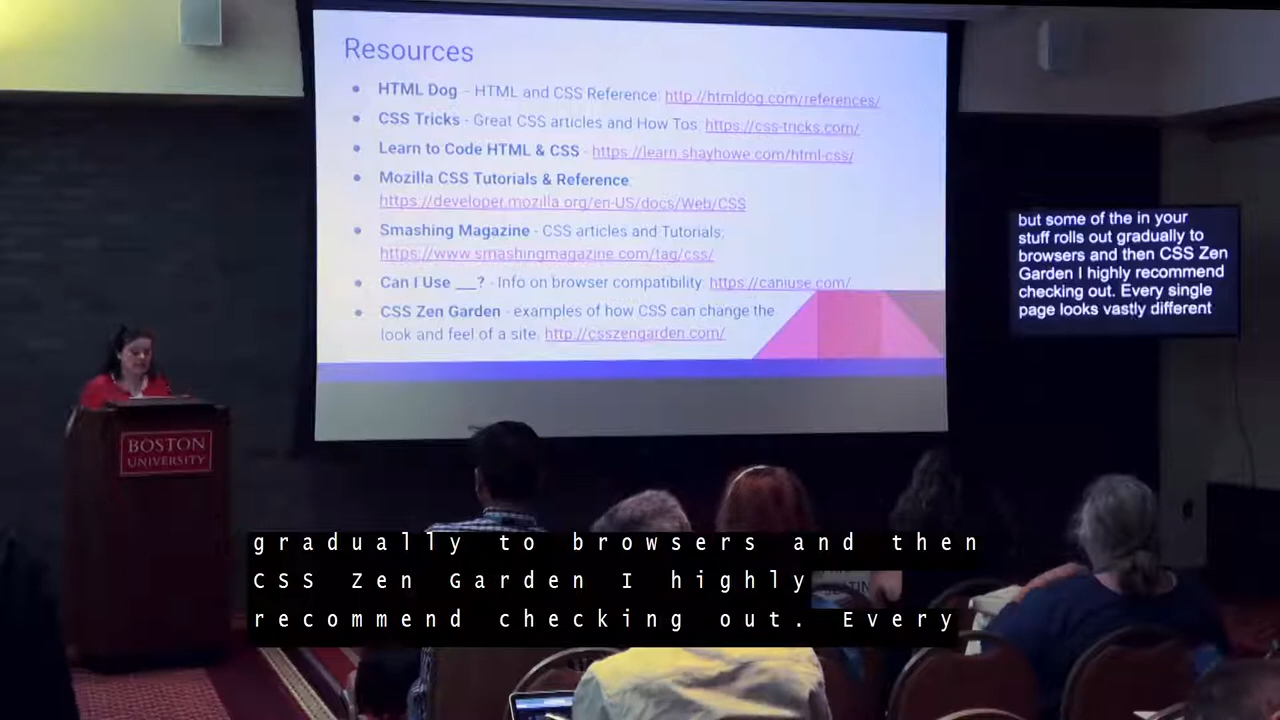 Resources
HTML Dog - HTML and CSS Reference: http://htmldog.com/references/
CSS Tricks - Great CSS articles and How Tos: https://css-tricks.com/
Learn to Code HTML & CSS - https://learn.shayhowe.com/html-css/
Mozilla CSS Tutorials & Reference:
https://developer.mozilla.org/en-US/docs/Web/CSS
Smashing Magazine - CSS articles and Tutorials:
https://www.smashingmagazine.com/tag/css/
Can I Use ___? - Info on browser compatibility: https://caniuse.com/
CSS Zen Garden - examples of how CSS can change the
look and feel of a site: http://csszengarden.com/
but some of the in your
stuff rolls out gradually to
browsers and then CSS Zen
Garden I highly recommend
checking out. Every single
page looks vastly different
BOSTON
UNIVERSITY
gradually to browsers and then
CSS Zen Garden I highly
recommend checking out. Every